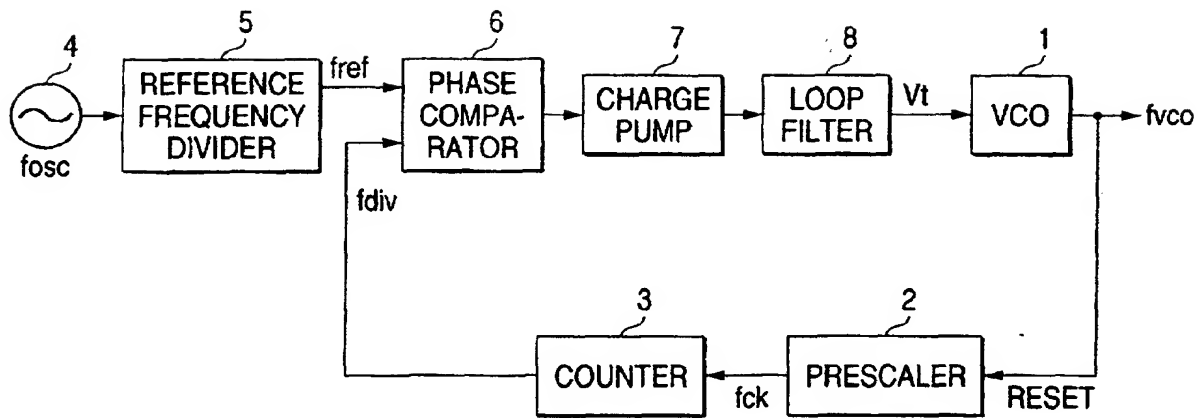 4
fosc
5
REFERENCE
FREQUENCY
DIVIDER
fref
6
PHASE
COMPA-
RATOR
fdiv
7
CHARGE
PUMP
8
LOOP
FILTER
Vt
1
VCO
fvco
3
COUNTER
fck
2
PRESCALER
RESET